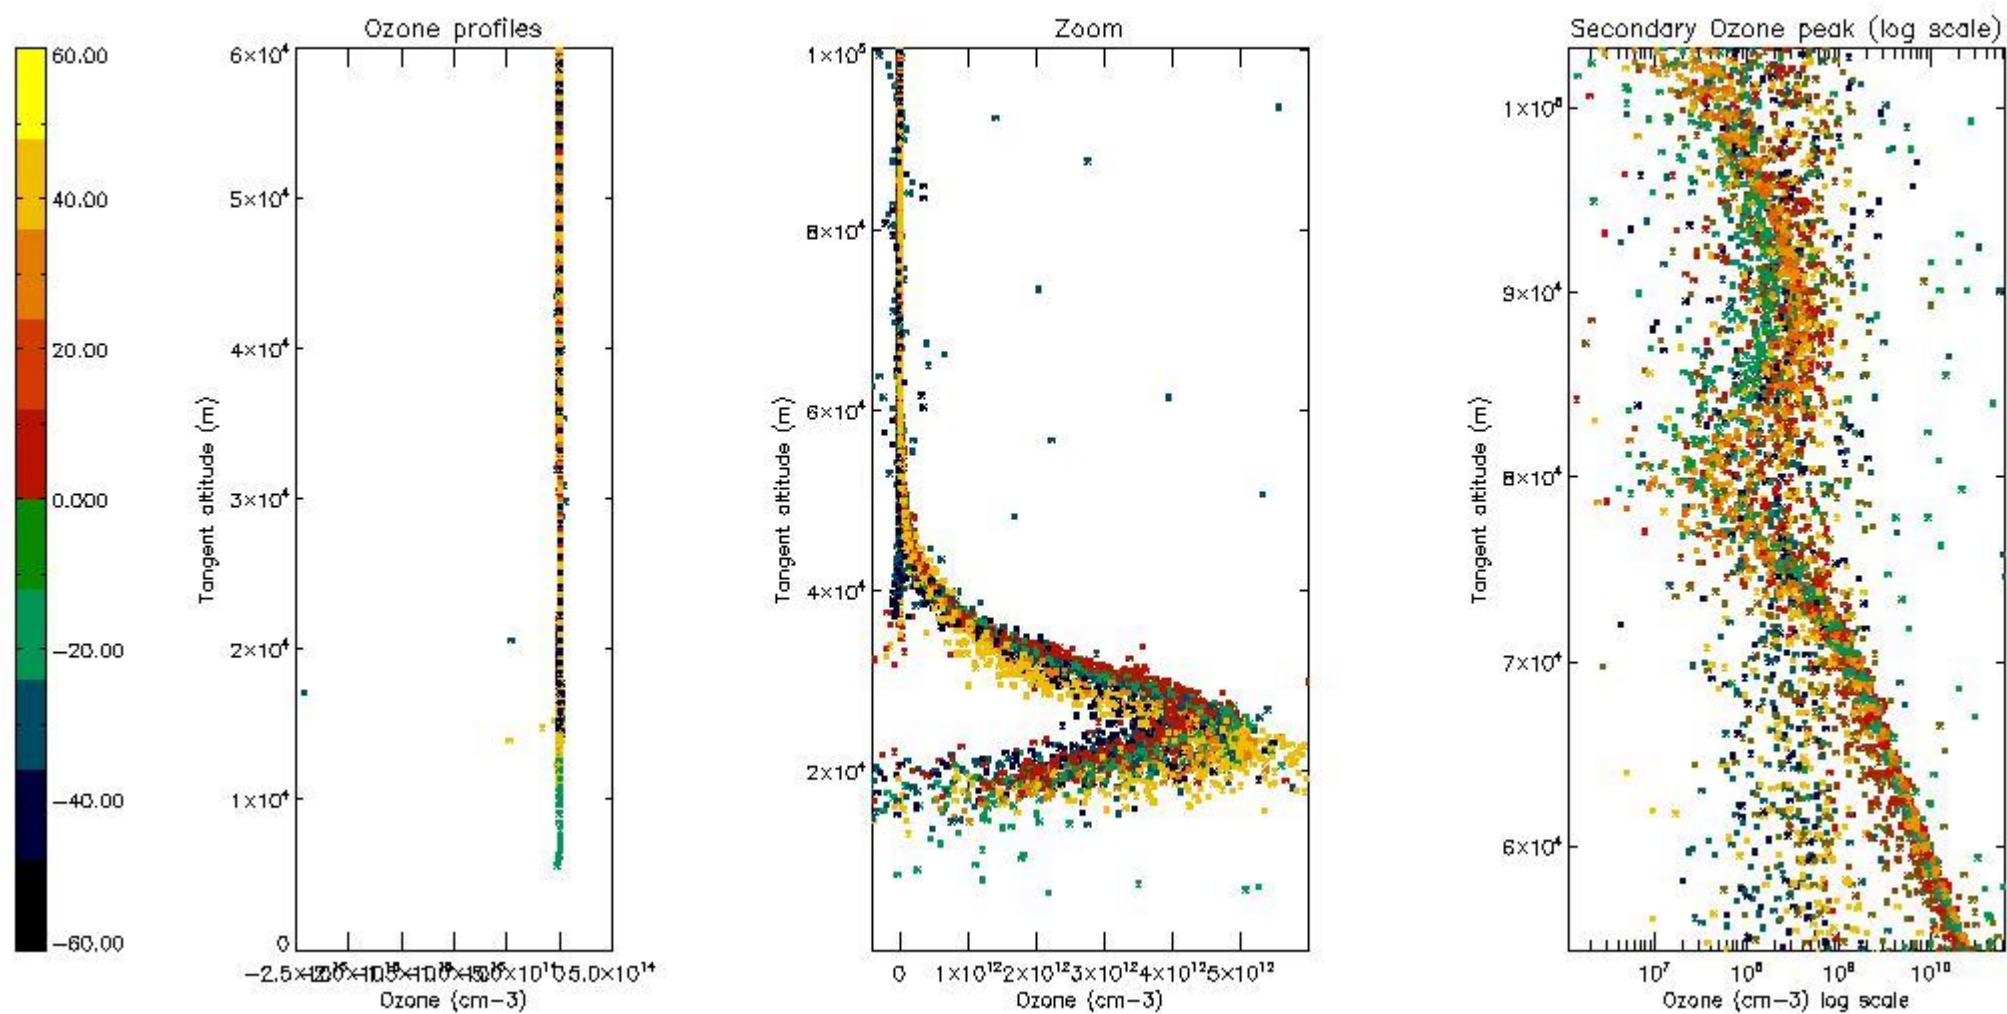 Ozone profiles
Zoom
Secondary Ozone peak (log scale)
60.00
40.00
20.00
0.000
-20.00
-40.00
-60.00
6×10⁴
5×10⁴
4×10⁴
3×10⁴
2×10⁴
1×10⁴
0
Tangent altitude (m)
5.0×10¹⁴
Ozone (cm-3)
1×10⁵
8×10⁴
6×10⁴
4×10⁴
2×10⁴
Tangent altitude (m)
0 1×10¹² 2×10¹² 3×10¹² 4×10¹² 5×10¹²
Ozone (cm-3)
1×10⁵
9×10⁴
8×10⁴
7×10⁴
6×10⁴
Tangent altitude (m)
10⁷ 10⁸ 10⁹ 10¹⁰
Ozone (cm-3) log scale